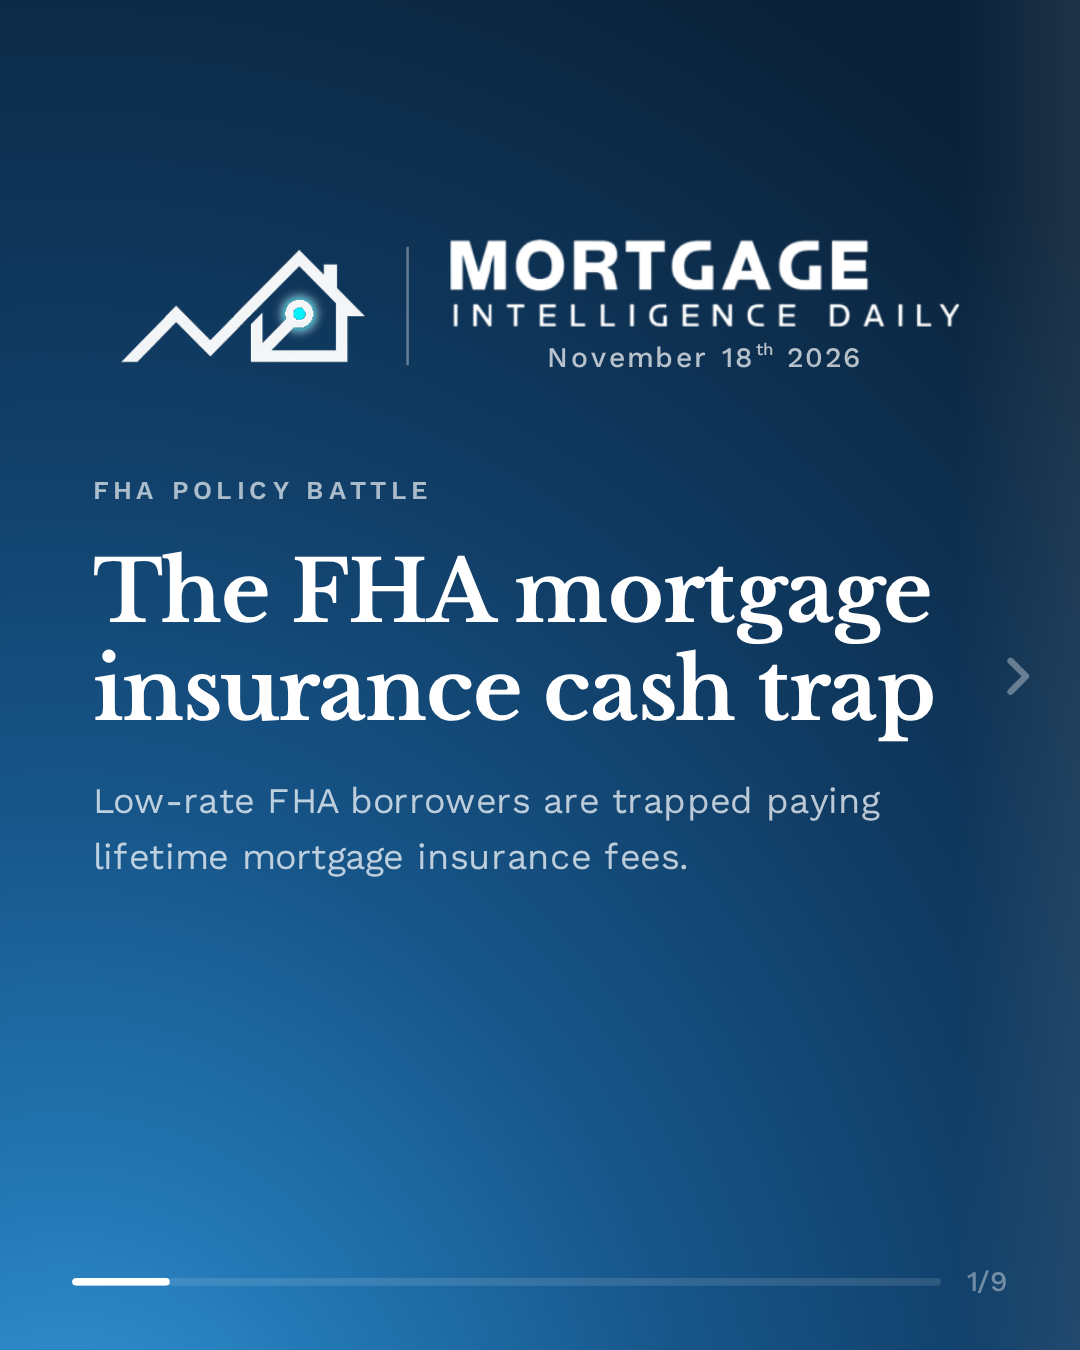 MORTGAGE
INTELLIGENCE DAILY
November 18th 2026
FHA POLICY BATTLE
The FHA mortgage
insurance cash trap
Low-rate FHA borrowers are trapped paying
lifetime mortgage insurance fees.
1/9